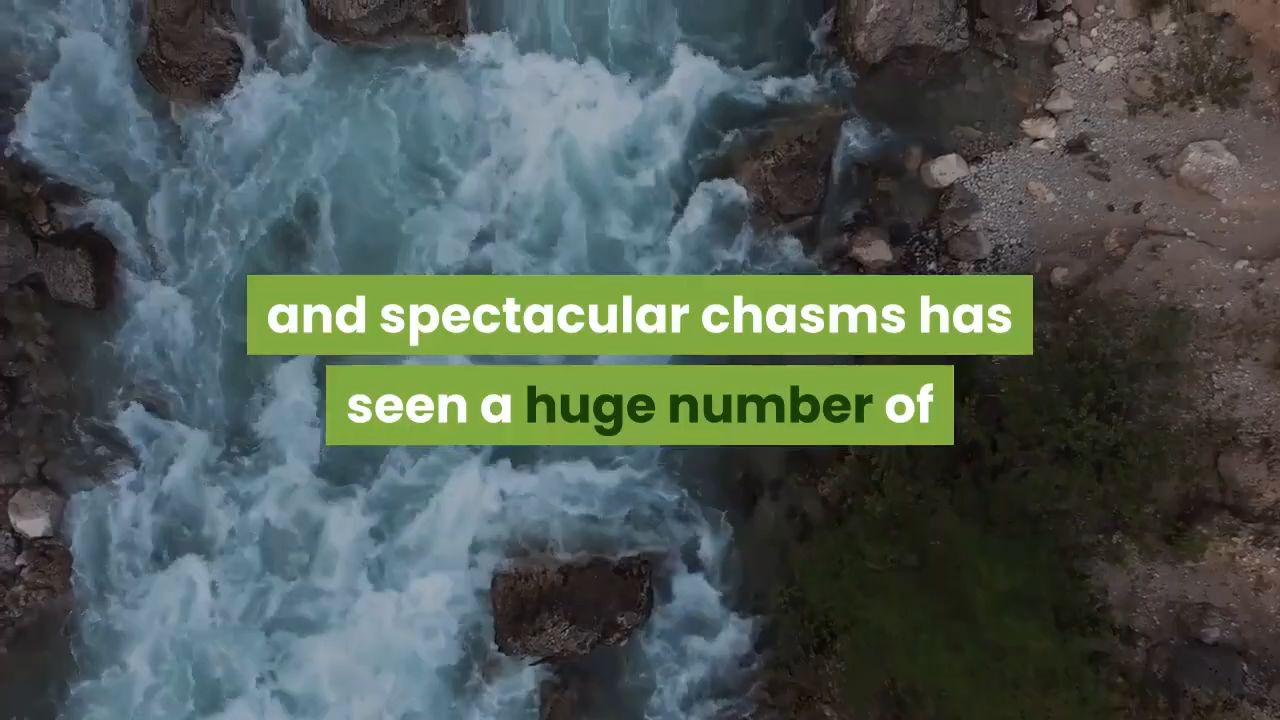 and spectacular chasms has
seen a huge number of